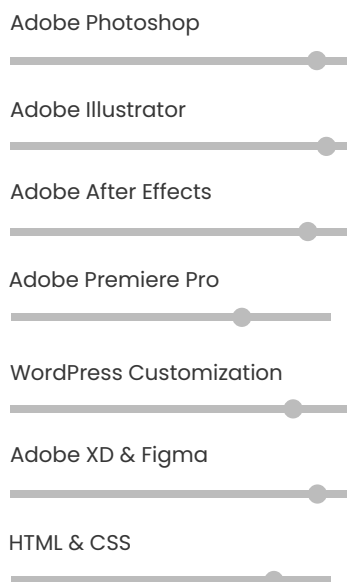 Adobe Photoshop
Adobe Illustrator
Adobe After Effects
Adobe Premiere Pro
WordPress Customization
Adobe XD & Figma
HTML & CSS